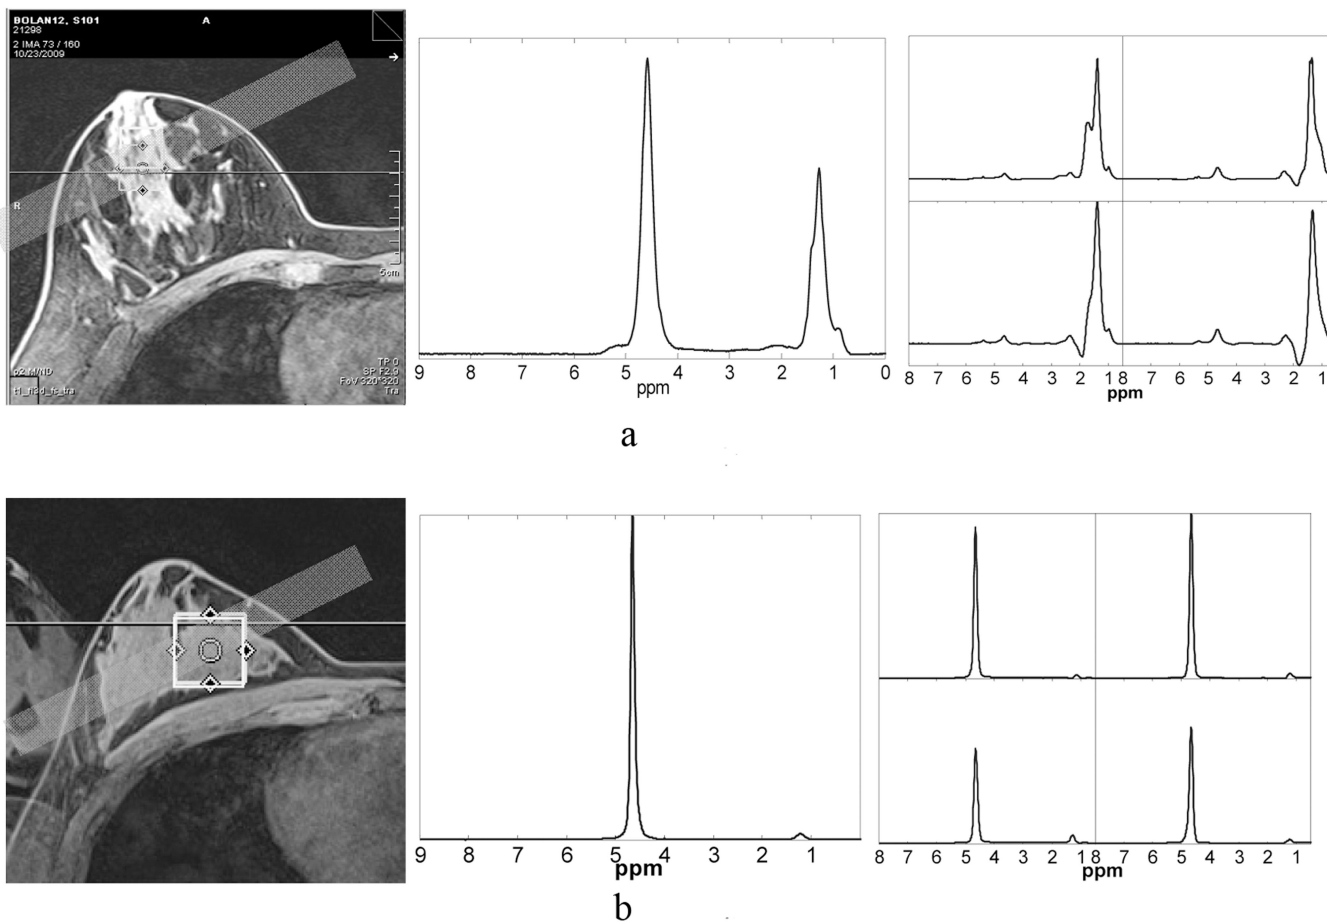 BOLAN12, S101
21298
2 IMA 73 / 160
10/23/2009
A
R
5cm
p2 M/ND
t1_fl3d_fs_tra
TP 0
SP F2.9
FoV 320*320
Tra
9 8 7 6 5 4 3 2 1 0
ppm
8 7 6 5 4 3 2 1 8 7 6 5 4 3 2 1
ppm
a
9 8 7 6 5 4 3 2 1
ppm
8 7 6 5 4 3 2 1 8 7 6 5 4 3 2 1
ppm
b